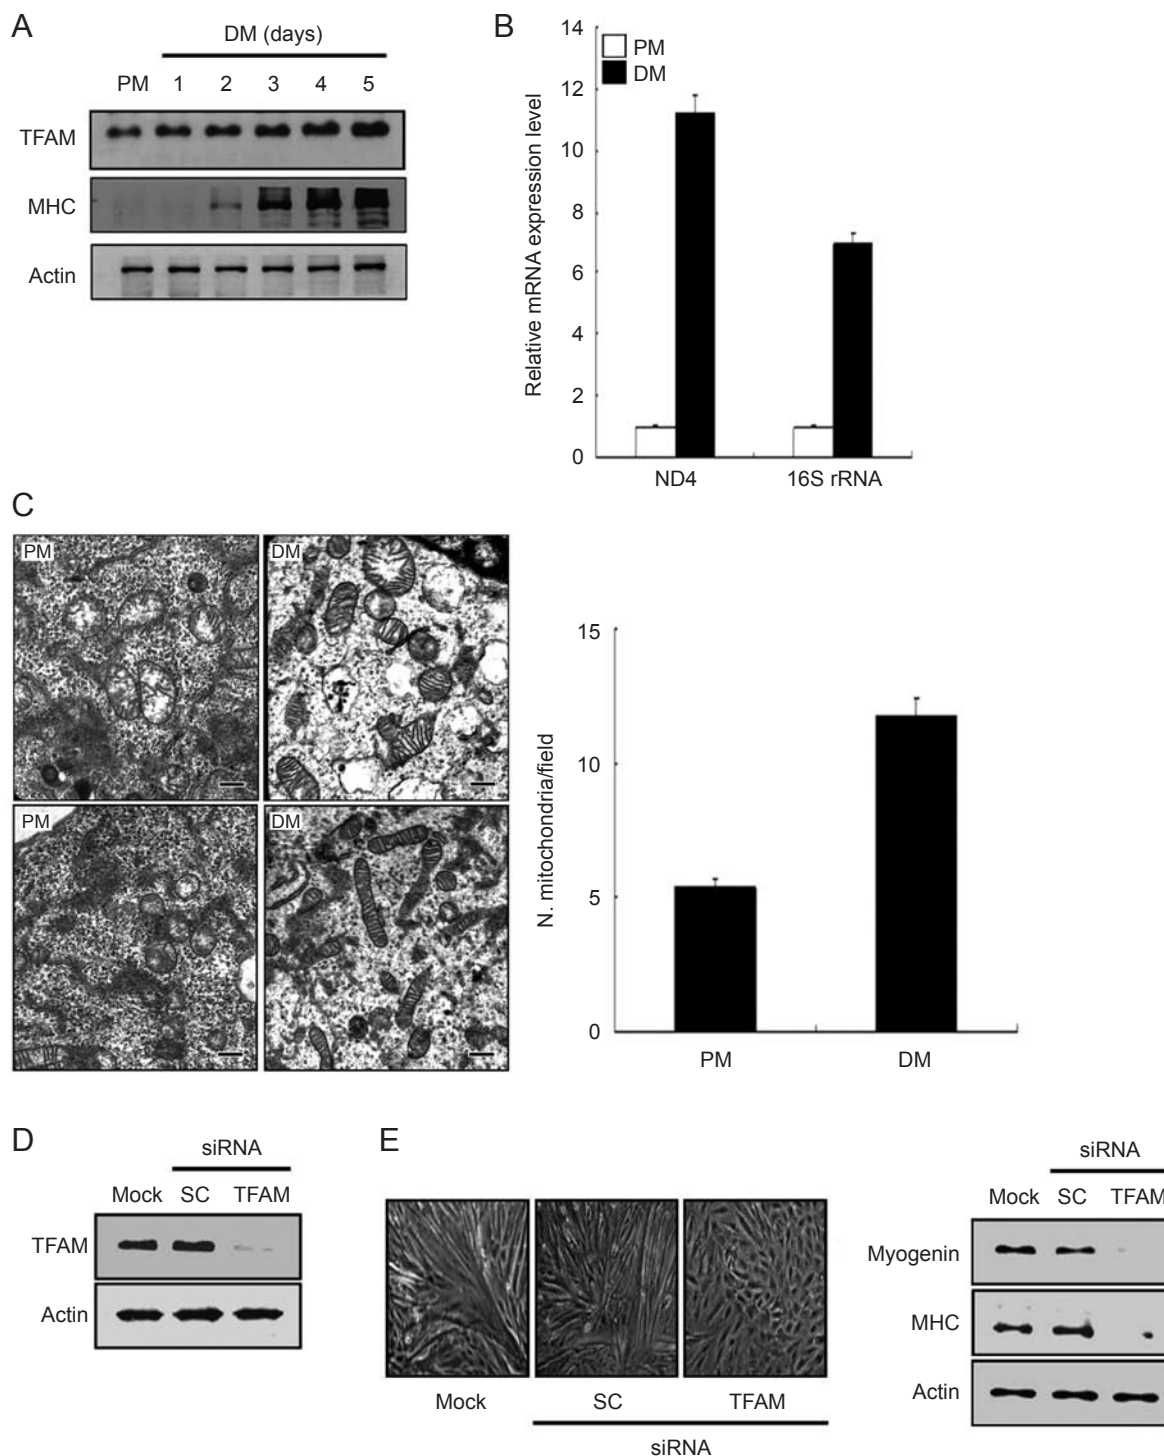 A
DM (days)
PM 1 2 3 4 5
TFAM
MHC
Actin
B
PM
DM
Relative mRNA expression level
14
12
10
8
6
4
2
0
ND4 16S rRNA
C
PM DM
PM DM
N. mitochondria/field
15
10
5
0
PM DM
D
siRNA
Mock SC TFAM
TFAM
Actin
E
Mock SC TFAM
siRNA
siRNA
Mock SC TFAM
Myogenin
MHC
Actin